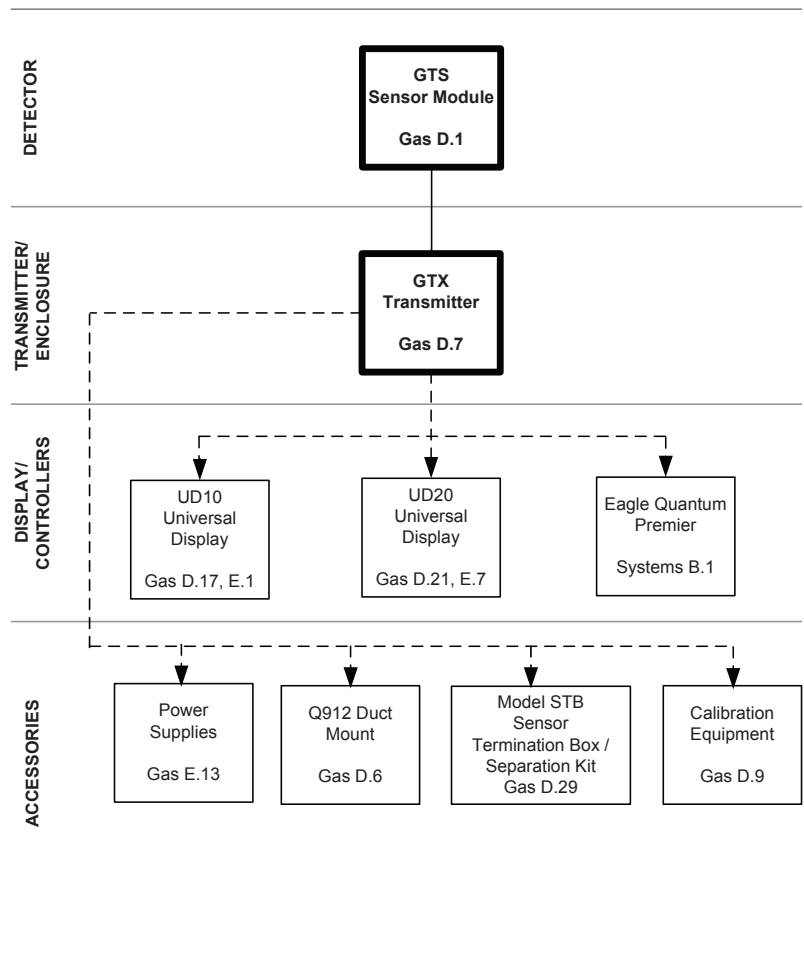 DETECTOR
GTS
Sensor Module
Gas D.1
TRANSMITTER/
ENCLOSURE
GTX
Transmitter
Gas D.7
DISPLAY/
CONTROLLERS
UD10
Universal
Display
Gas D.17, E.1
UD20
Universal
Display
Gas D.21, E.7
Eagle Quantum
Premier
Systems B.1
ACCESSORIES
Power
Supplies
Gas E.13
Q912 Duct
Mount
Gas D.6
Model STB
Sensor
Termination Box /
Separation Kit
Gas D.29
Calibration
Equipment
Gas D.9